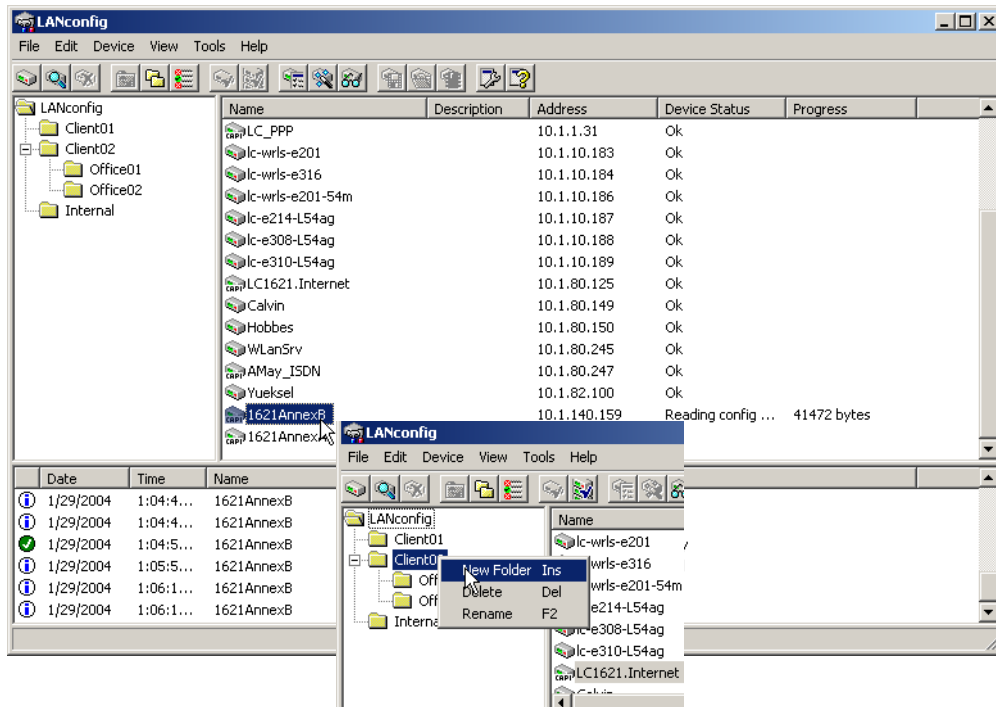 LANconfig
File Edit Device View Tools Help
LANconfig
Client01
Client02
Office01
Office02
Internal
Name Description Address Device Status Progress
LC_PPP 10.1.1.31 Ok
lc-wrls-e201 10.1.10.183 Ok
lc-wrls-e316 10.1.10.184 Ok
lc-wrls-e201-54m 10.1.10.186 Ok
lc-e214-L54ag 10.1.10.187 Ok
lc-e308-L54ag 10.1.10.188 Ok
lc-e310-L54ag 10.1.10.189 Ok
LC1621.Internet 10.1.80.125 Ok
Calvin 10.1.80.149 Ok
Hobbes 10.1.80.150 Ok
WLanSrv 10.1.80.245 Ok
AMay_ISDN 10.1.80.247 Ok
Yueksel 10.1.82.100 Ok
1621AnnexB 10.1.140.159 Reading config ... 41472 bytes
1621Annex
Date Time Name
1/29/2004 1:04:4... 1621AnnexB
1/29/2004 1:04:4... 1621AnnexB
1/29/2004 1:04:5... 1621AnnexB
1/29/2004 1:05:5... 1621AnnexB
1/29/2004 1:06:1... 1621AnnexB
1/29/2004 1:06:1... 1621AnnexB
LANconfig
File Edit Device View Tools Help
LANconfig
Client01
Client0
Off
Off
Interna
New Folder Ins
Delete Del
Rename F2
Name
lc-wrls-e201
wrls-e316
wrls-e201-54m
e214-L54ag
lc-e308-L54ag
lc-e310-L54ag
LC1621.Internet